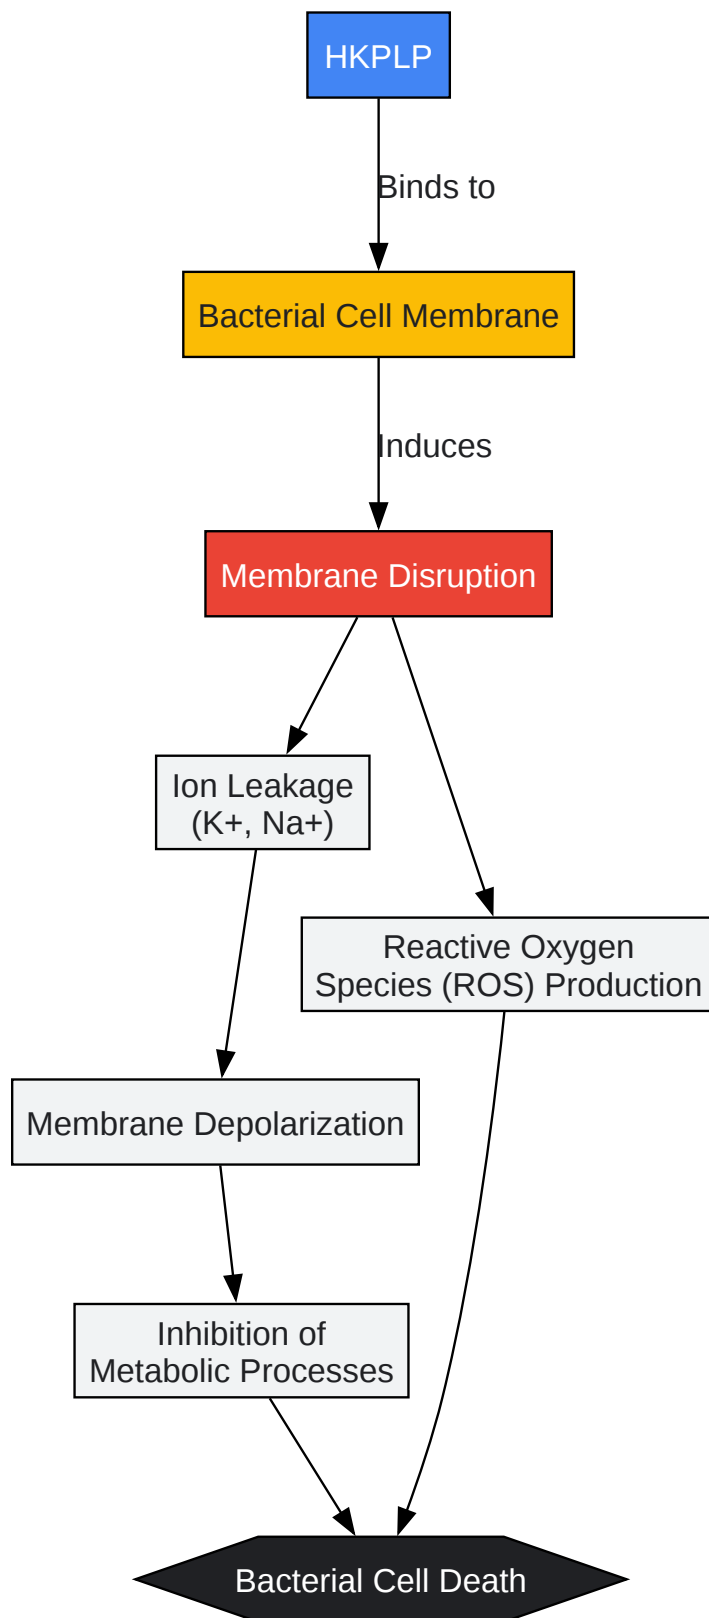 HKPLP
Binds to
Bacterial Cell Membrane
Induces
Membrane Disruption
Ion Leakage
(K+, Na+)
Reactive Oxygen
Species (ROS) Production
Membrane Depolarization
Inhibition of
Metabolic Processes
Bacterial Cell Death